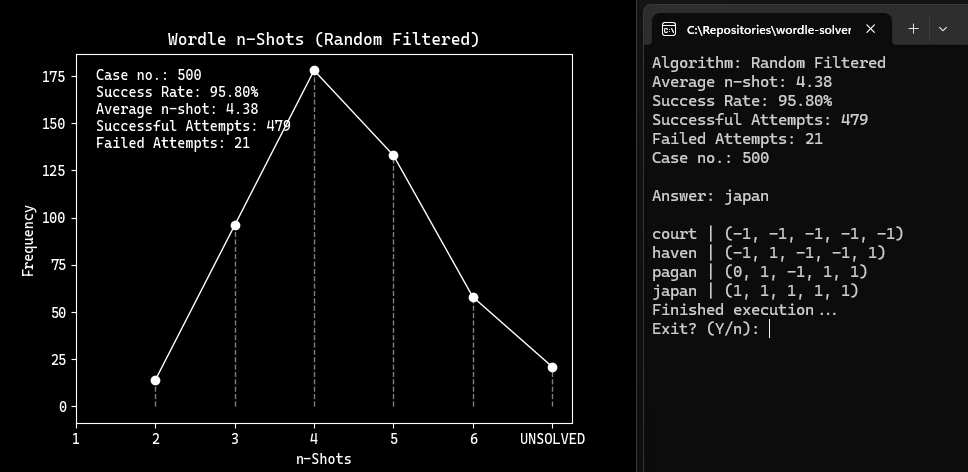 Wordle n-Shots (Random Filtered)
Case no.: 500
Success Rate: 95.80%
Average n-shot: 4.38
Successful Attempts: 479
Failed Attempts: 21
175
150
125
100
75
50
25
0
Frequency
1 2 3 4 5 6 UNSOLVED
n-Shots
C:\Repositories\wordle-solver
Algorithm: Random Filtered
Average n-shot: 4.38
Success Rate: 95.80%
Successful Attempts: 479
Failed Attempts: 21
Case no.: 500
Answer: japan
court | (-1, -1, -1, -1, -1)
haven | (-1, 1, -1, -1, 1)
pagan | (0, 1, -1, 1, 1)
japan | (1, 1, 1, 1, 1)
Finished execution...
Exit? (Y/n):